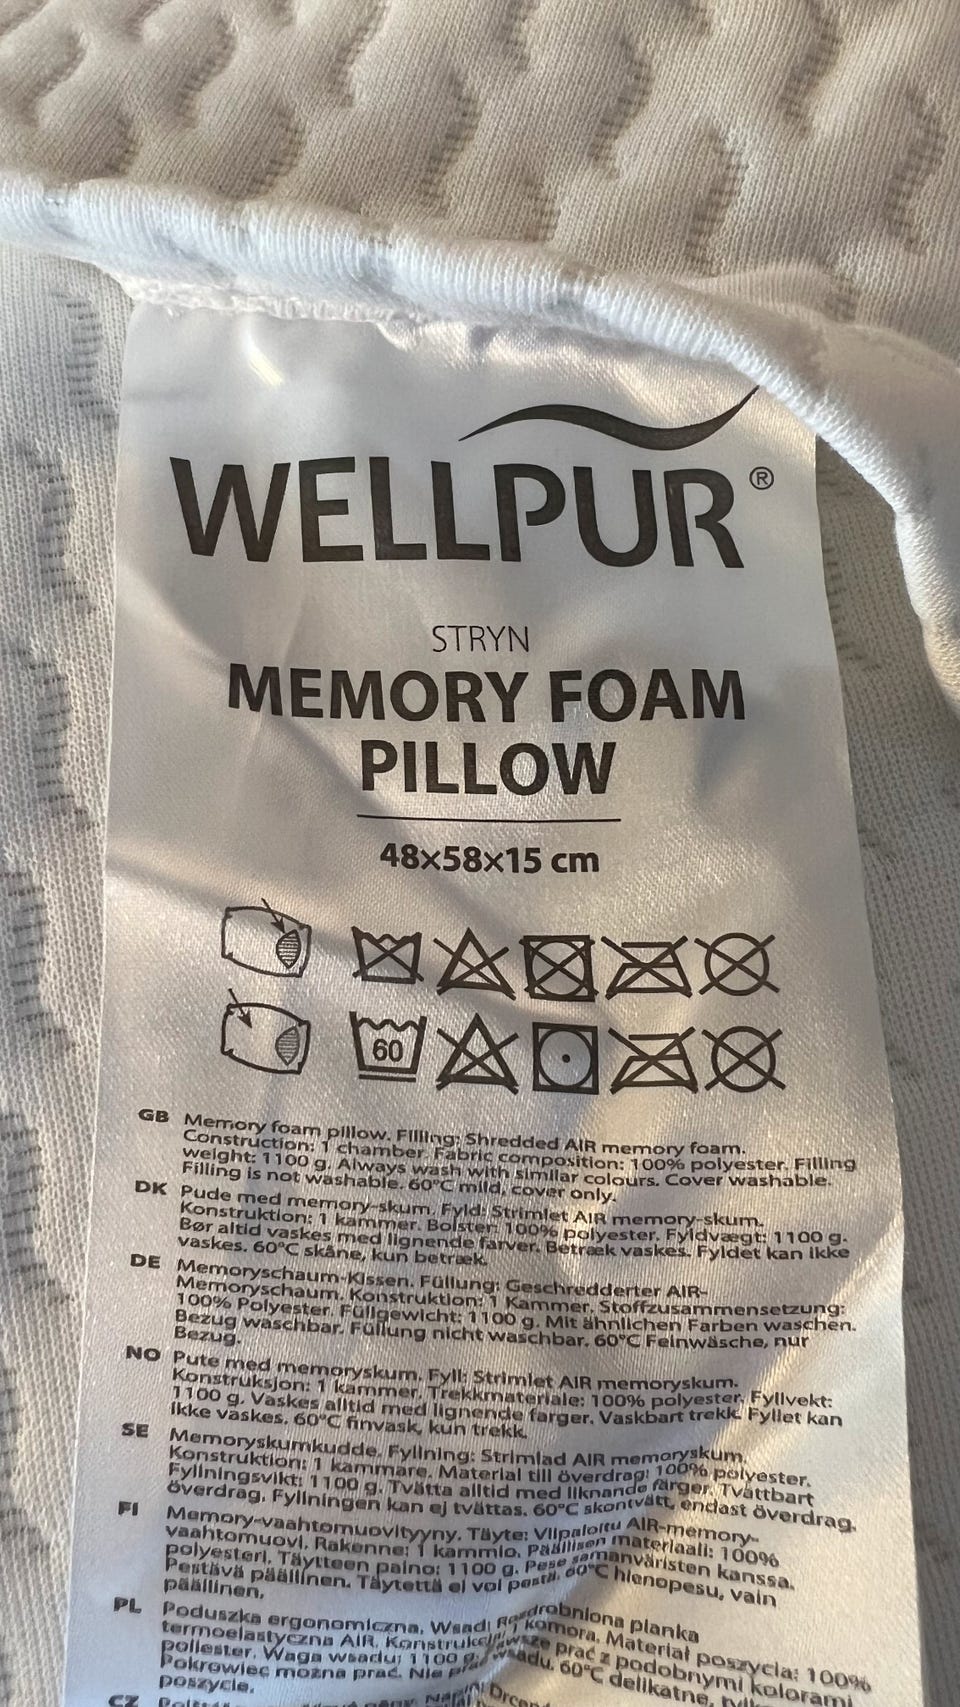 WELLPUR®
STRYN
MEMORY FOAM
PILLOW
48×58×15 cm
60
GB Memory foam pillow. Filling: Shredded AIR memory foam.
Construction: 1 chamber. Fabric composition: 100% polyester. Filling
weight: 1100 g. Always wash with similar colours. Cover washable.
Filling is not washable. 60°C mild, cover only.
DK Pude med memory-skum. Fyld: Strimlet AIR memory-skum.
Konstruktion: 1 kammer. Bolster: 100% polyester. Fyldvægt: 1100 g.
Bør altid vaskes med lignende farver. Betræk vaskes. Fyldet kan ikke
vaskes. 60°C skåne, kun betræk.
DE Memoryschaum-Kissen. Füllung: Geschredderter AIR-
Memoryschaum. Konstruktion: 1 Kammer. Stoffzusammensetzung:
100% Polyester. Füllgewicht: 1100 g. Mit ähnlichen Farben waschen.
Bezug waschbar. Füllung nicht waschbar. 60°C Feinwäsche, nur
Bezug.
NO Pute med memoryskum. Fyll: Strimlet AIR memoryskum.
Konstruksjon: 1 kammer. Trekkmateriale: 100% polyester. Fyllvekt:
1100 g. Vaskes alltid med lignende farger. Vaskbart trekk. Fyllet kan
ikke vaskes. 60°C finvask, kun trekk.
SE Memoryskumkudde. Fyllning: Strimlad AIR memoryskum.
Konstruktion: 1 kammare. Material till överdrag: 100% polyester.
Fyllningsvikt: 1100 g. Tvätta alltid med liknande färger. Tvättbart
överdrag. Fyllningen kan ej tvättas. 60°C skontvätt, endast överdrag.
FI Memory-vaahtomuovityyny. Täyte: Viipaloitu AIR-memory-
vaahtomuovi. Rakenne: 1 kammio. Päällisen materiaali: 100%
polyesteri. Täytteen paino: 1100 g. Pese samanväristen kanssa.
Pestävä päällinen. Täytettä ei voi pestä. 60°C hienopesu, vain
päällinen.
PL Poduszka ergonomiczna. Wsad: Rozdrobniona pianka
termoelastyczna AIR. Konstrukcja: 1 komora. Materiał poszycia: 100%
poliester. Waga wsadu: 1100 g. Zawsze prać z podobnymi kolorami.
Pokrowiec można prać. Nie prać wsadu. 60°C delikatne,
poszycie.
CZ